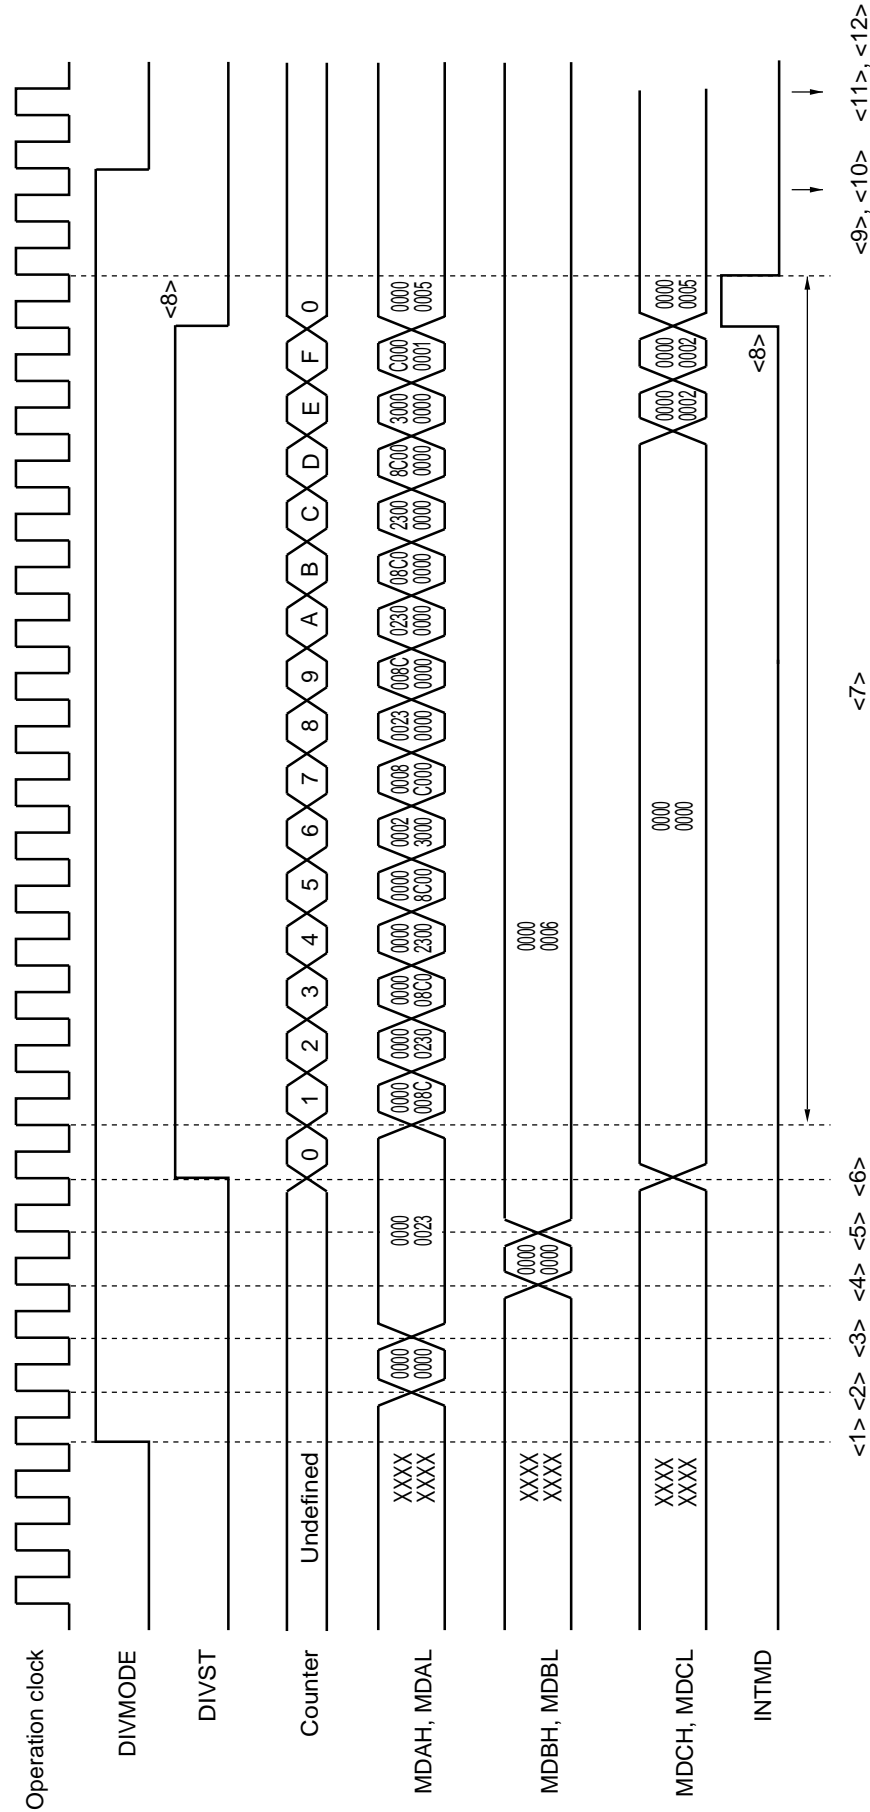 Operation clock
DIVMODE
DIVST
<8>
Counter
Undefined
0 1 2 3 4 5 6 7 8 9 A B C D E F 0
MDAH, MDAL
XXXX
XXXX
0000
0000
0000
0023
0000
008C
0000
0230
0000
08C0
0000
2300
0000
8C00
0002
3000
0008
C000
0023
0000
008C
0000
0230
0000
08C0
0000
2300
0000
8C00
0000
3000
0000
C000
0001
0000
0005
MDBH, MDBL
XXXX
XXXX
0000
0000
0000
0006
MDCH, MDCL
XXXX
XXXX
0000
0000
0000
0002
0000
0002
0000
0005
INTMD
<8>
<1> <2> <3> <4> <5> <6> <7> <9>, <10> <11>, <12>